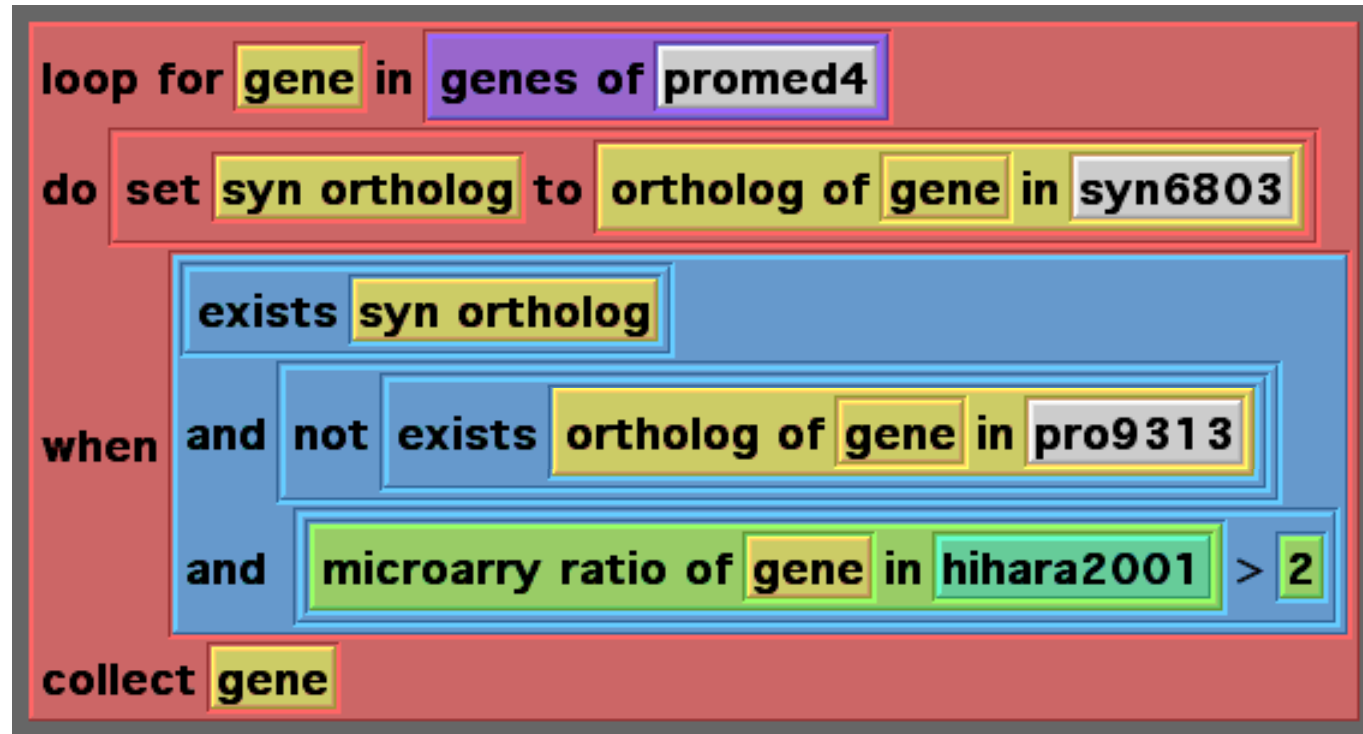 loop for gene in genes of promed4
do set syn ortholog to ortholog of gene in syn6803
exists syn ortholog
when and not exists ortholog of gene in pro9313
and microarry ratio of gene in hihara2001 > 2
collect gene